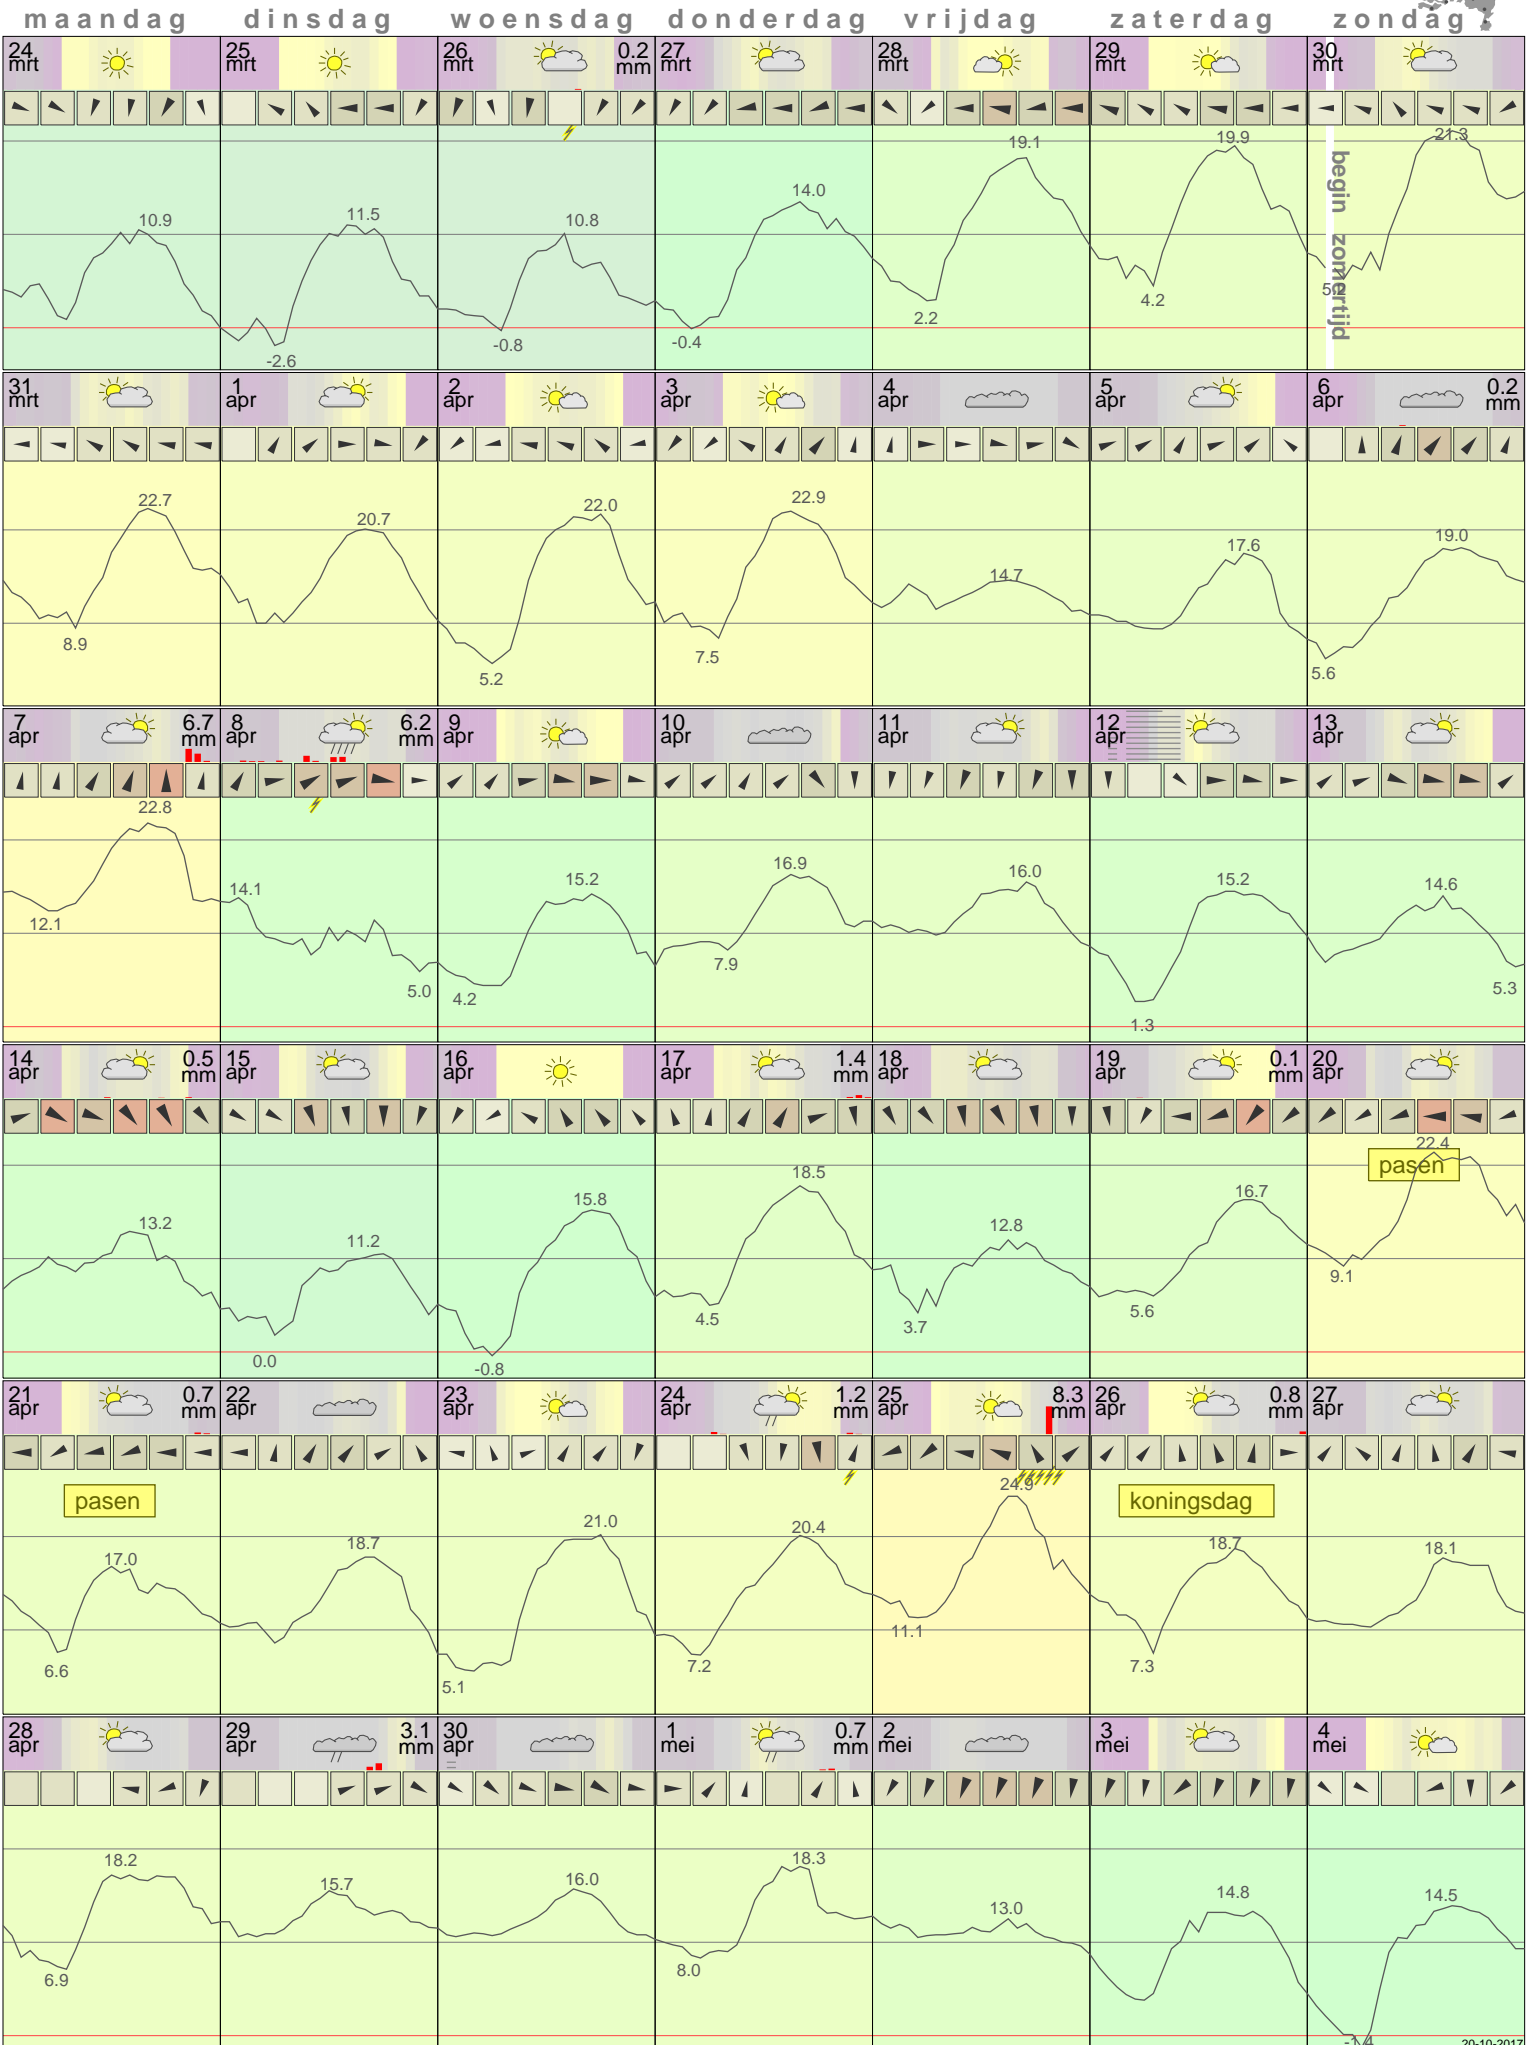 maandag dinsdag woensdag donderdag vrijdag zaterdag zondag
24 mrt 25 mrt 26 mrt 0.2 mm 27 mrt 28 mrt 29 mrt 30 mrt
10.9 -2.6 11.5 -0.8 10.8 -0.4 14.0 2.2 19.1 4.2 19.9 5.2 21.3
begin zomertijd
31 mrt 1 apr 2 apr 3 apr 4 apr 5 apr 6 apr 0.2 mm
8.9 22.7 20.7 5.2 22.0 7.5 22.9 14.7 17.6 5.6 19.0
7 apr 6.7 mm 8 apr 6.2 mm 9 apr 10 apr 11 apr 12 apr 13 apr
12.1 22.8 14.1 5.0 4.2 15.2 7.9 16.9 16.0 1.3 15.2 14.6 5.3
14 apr 0.5 mm 15 apr 16 apr 17 apr 1.4 mm 18 apr 19 apr 0.1 mm 20 apr
13.2 0.0 11.2 -0.8 15.8 4.5 18.5 3.7 12.8 5.6 16.7 9.1 22.4
pasen
21 apr 0.7 mm 22 apr 23 apr 24 apr 1.2 mm 25 apr 8.3 mm 26 apr 0.8 mm 27 apr
pasen koningsdag
6.6 17.0 18.7 5.1 21.0 7.2 20.4 11.1 24.9 7.3 18.7 18.1
28 apr 29 apr 3.1 mm 30 apr 1 mei 0.7 mm 2 mei 3 mei 4 mei
6.9 18.2 15.7 16.0 8.0 18.3 13.0 14.8 -1.4 14.5
20-10-2017